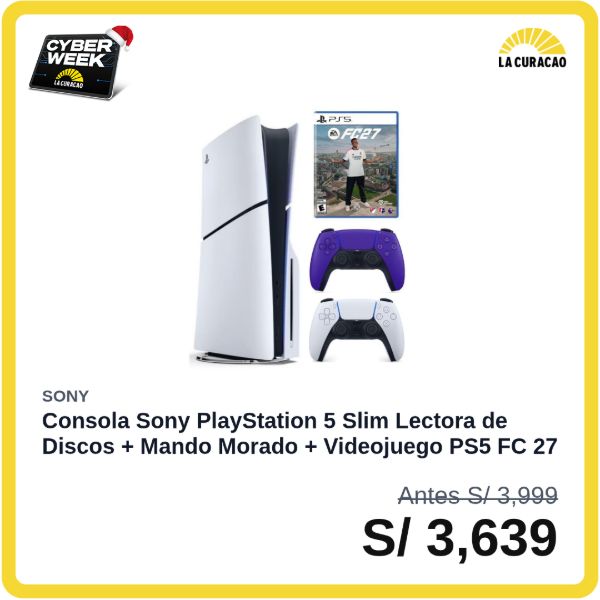 CYBER
WEEK
LA CURACAO
LA CURACAO
PS5
EA FC27
E
SONY
Consola Sony PlayStation 5 Slim Lectora de
Discos + Mando Morado + Videojuego PS5 FC 27
Antes S/ 3,999
S/ 3,639